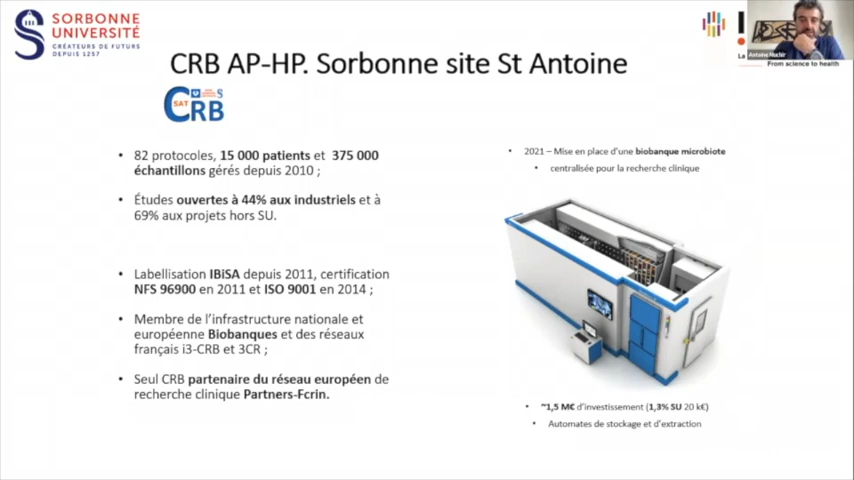 SORBONNE
UNIVERSITÉ
CRÉATEURS DE FUTURS
DEPUIS 1257
CRB AP-HP. Sorbonne site St Antoine
SAT
CRB
• 82 protocoles, 15 000 patients et 375 000
échantillons gérés depuis 2010 ;
• Études ouvertes à 44% aux industriels et à
69% aux projets hors SU.
• Labellisation IBiSA depuis 2011, certification
NFS 96900 en 2011 et ISO 9001 en 2014 ;
• Membre de l'infrastructure nationale et
européenne Biobanques et des réseaux
français i3-CRB et 3CR ;
• Seul CRB partenaire du réseau européen de
recherche clinique Partners-Fcrin.
• 2021 – Mise en place d'une biobanque microbiote
• centralisée pour la recherche clinique
• ~1,5 M€ d'investissement (1,3% SU 20 k€)
• Automates de stockage et d'extraction
La
From science to health